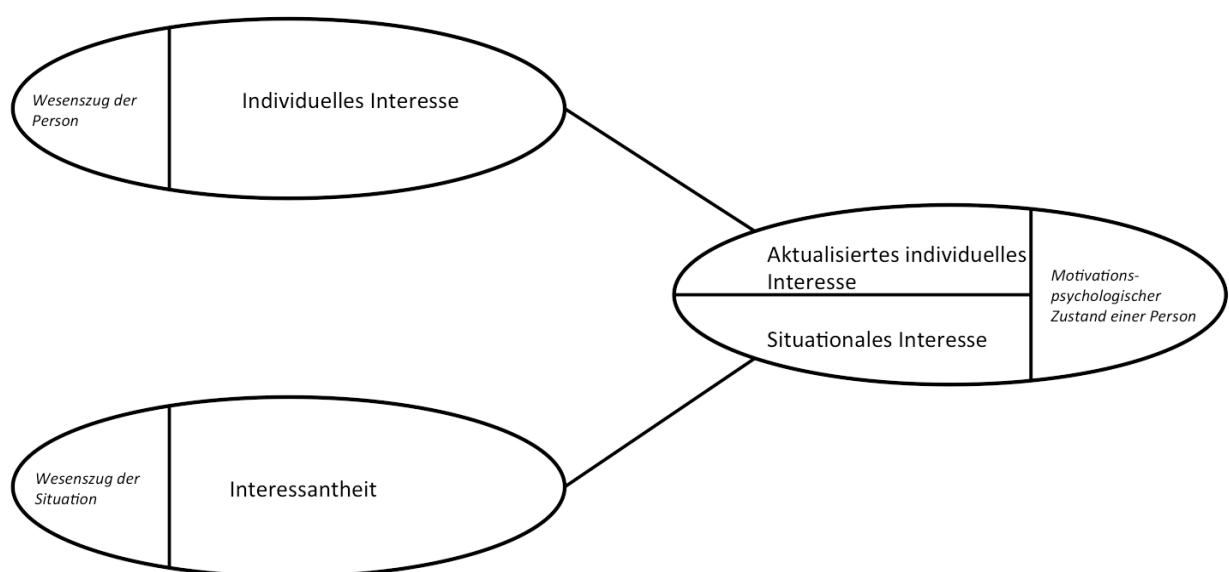 Wesenszug der
Person
Individuelles Interesse
Aktualisiertes individuelles
Interesse
Situationales Interesse
Motivations-
psychologischer
Zustand einer Person
Wesenszug der
Situation
Interessantheit